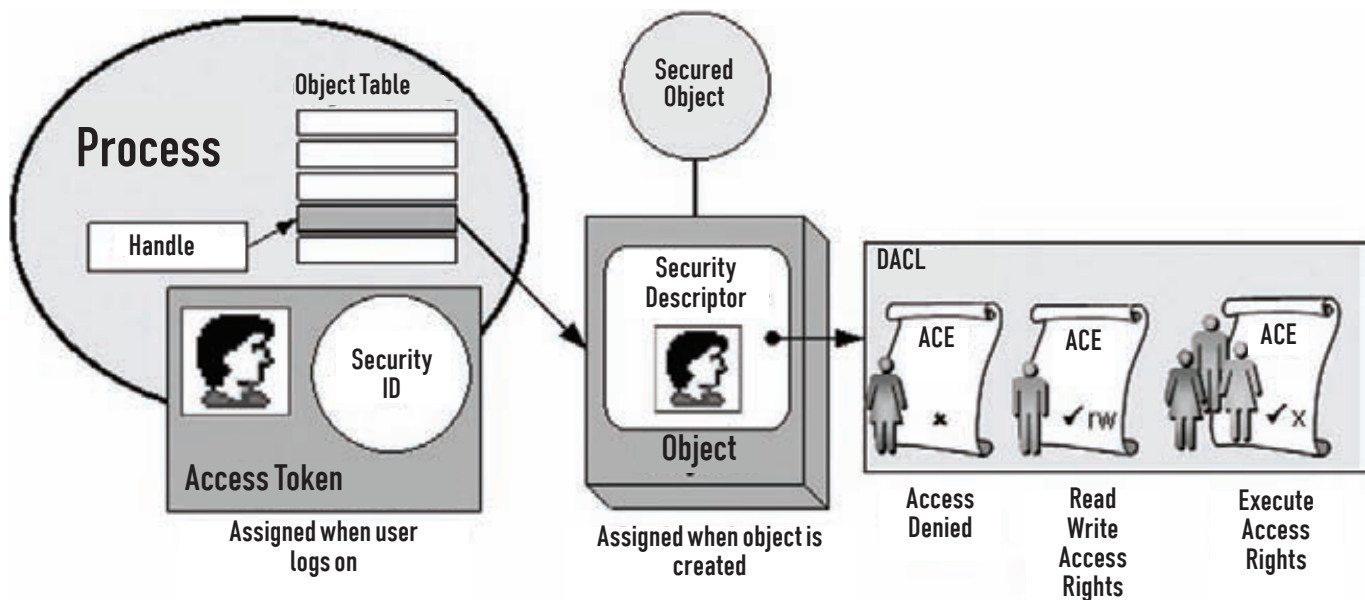 Process
Object Table
Handle
Security
ID
Access Token
Assigned when user
logs on
Secured
Object
Security
Descriptor
Object
Assigned when object is
created
DACL
ACE
x
ACE
✓ rw
ACE
✓ x
Access
Denied
Read
Write
Access
Rights
Execute
Access
Rights